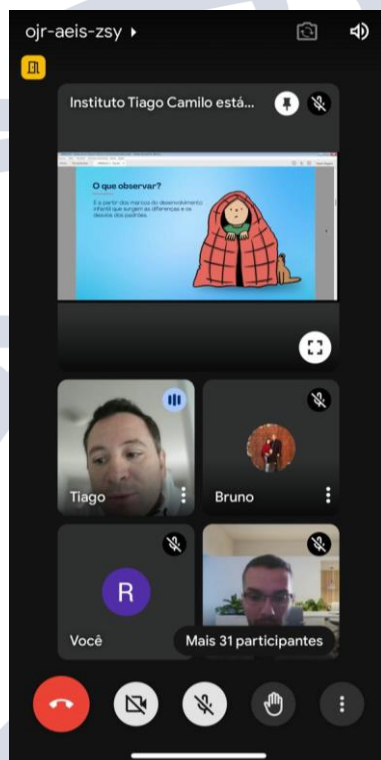 ojr-aeis-zsy
Instituto Tiago Camilo está...
O que observar?
É a partir dos marcos do desenvolvimento
infantil que surgem as diferenças e os
desvios dos padrões.
Tiago
Bruno
R
Você
Mais 31 participantes